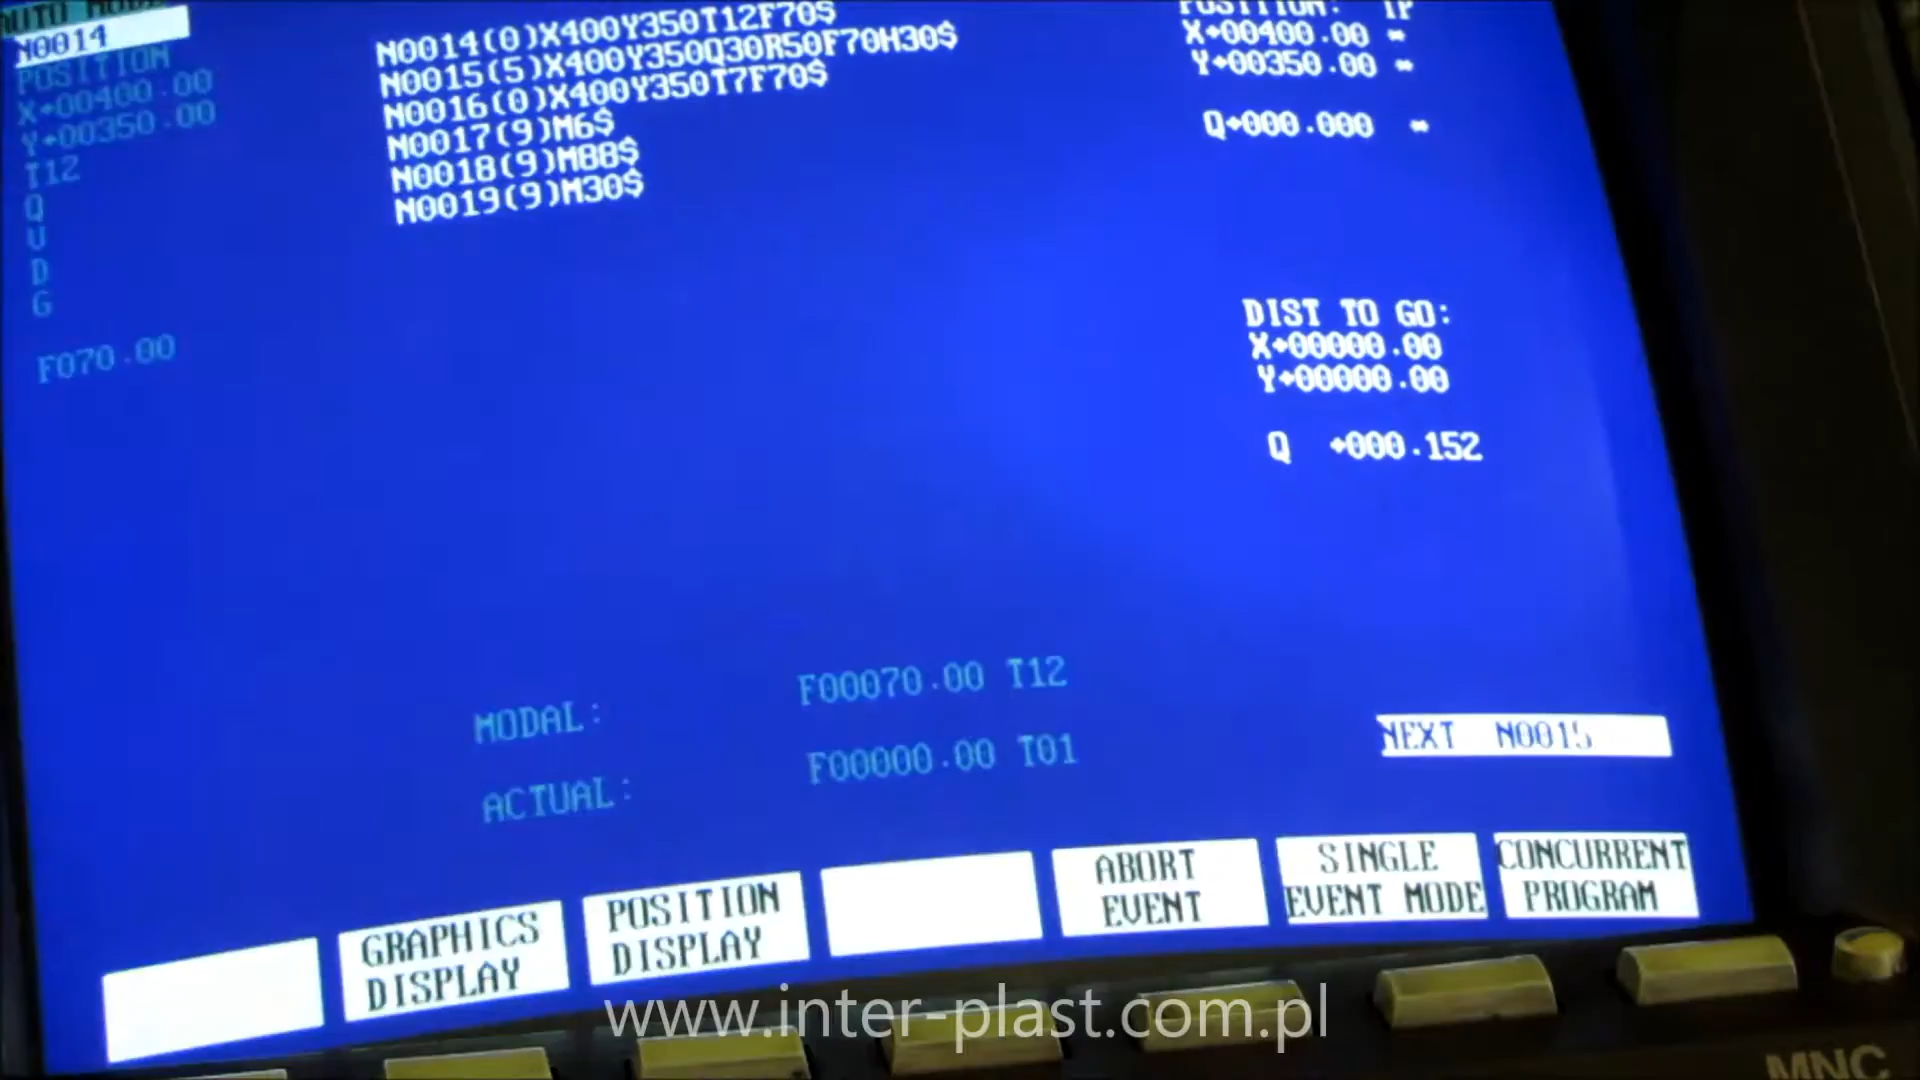 AUTO MODE
N0014
POSITION
X+00400.00
Y+00350.00
T12
Q
U
D
G
F070.00
N0014(0)X400Y350T12F70$
N0015(5)X400Y350Q30R50F70H30$
N0016(0)X400Y350T7F70$
N0017(9)M6$
N0018(9)M88$
N0019(9)M30$
POSITION: IP
X+00400.00 *
Y+00350.00 *
Q+000.000 *
DIST TO GO:
X+00000.00
Y+00000.00
Q +000.152
MODAL: F00070.00 T12
ACTUAL: F00000.00 T01
NEXT N0015
GRAPHICS
DISPLAY
POSITION
DISPLAY
ABORT
EVENT
SINGLE
EVENT MODE
CONCURRENT
PROGRAM
www.inter-plast.com.pl
MNC